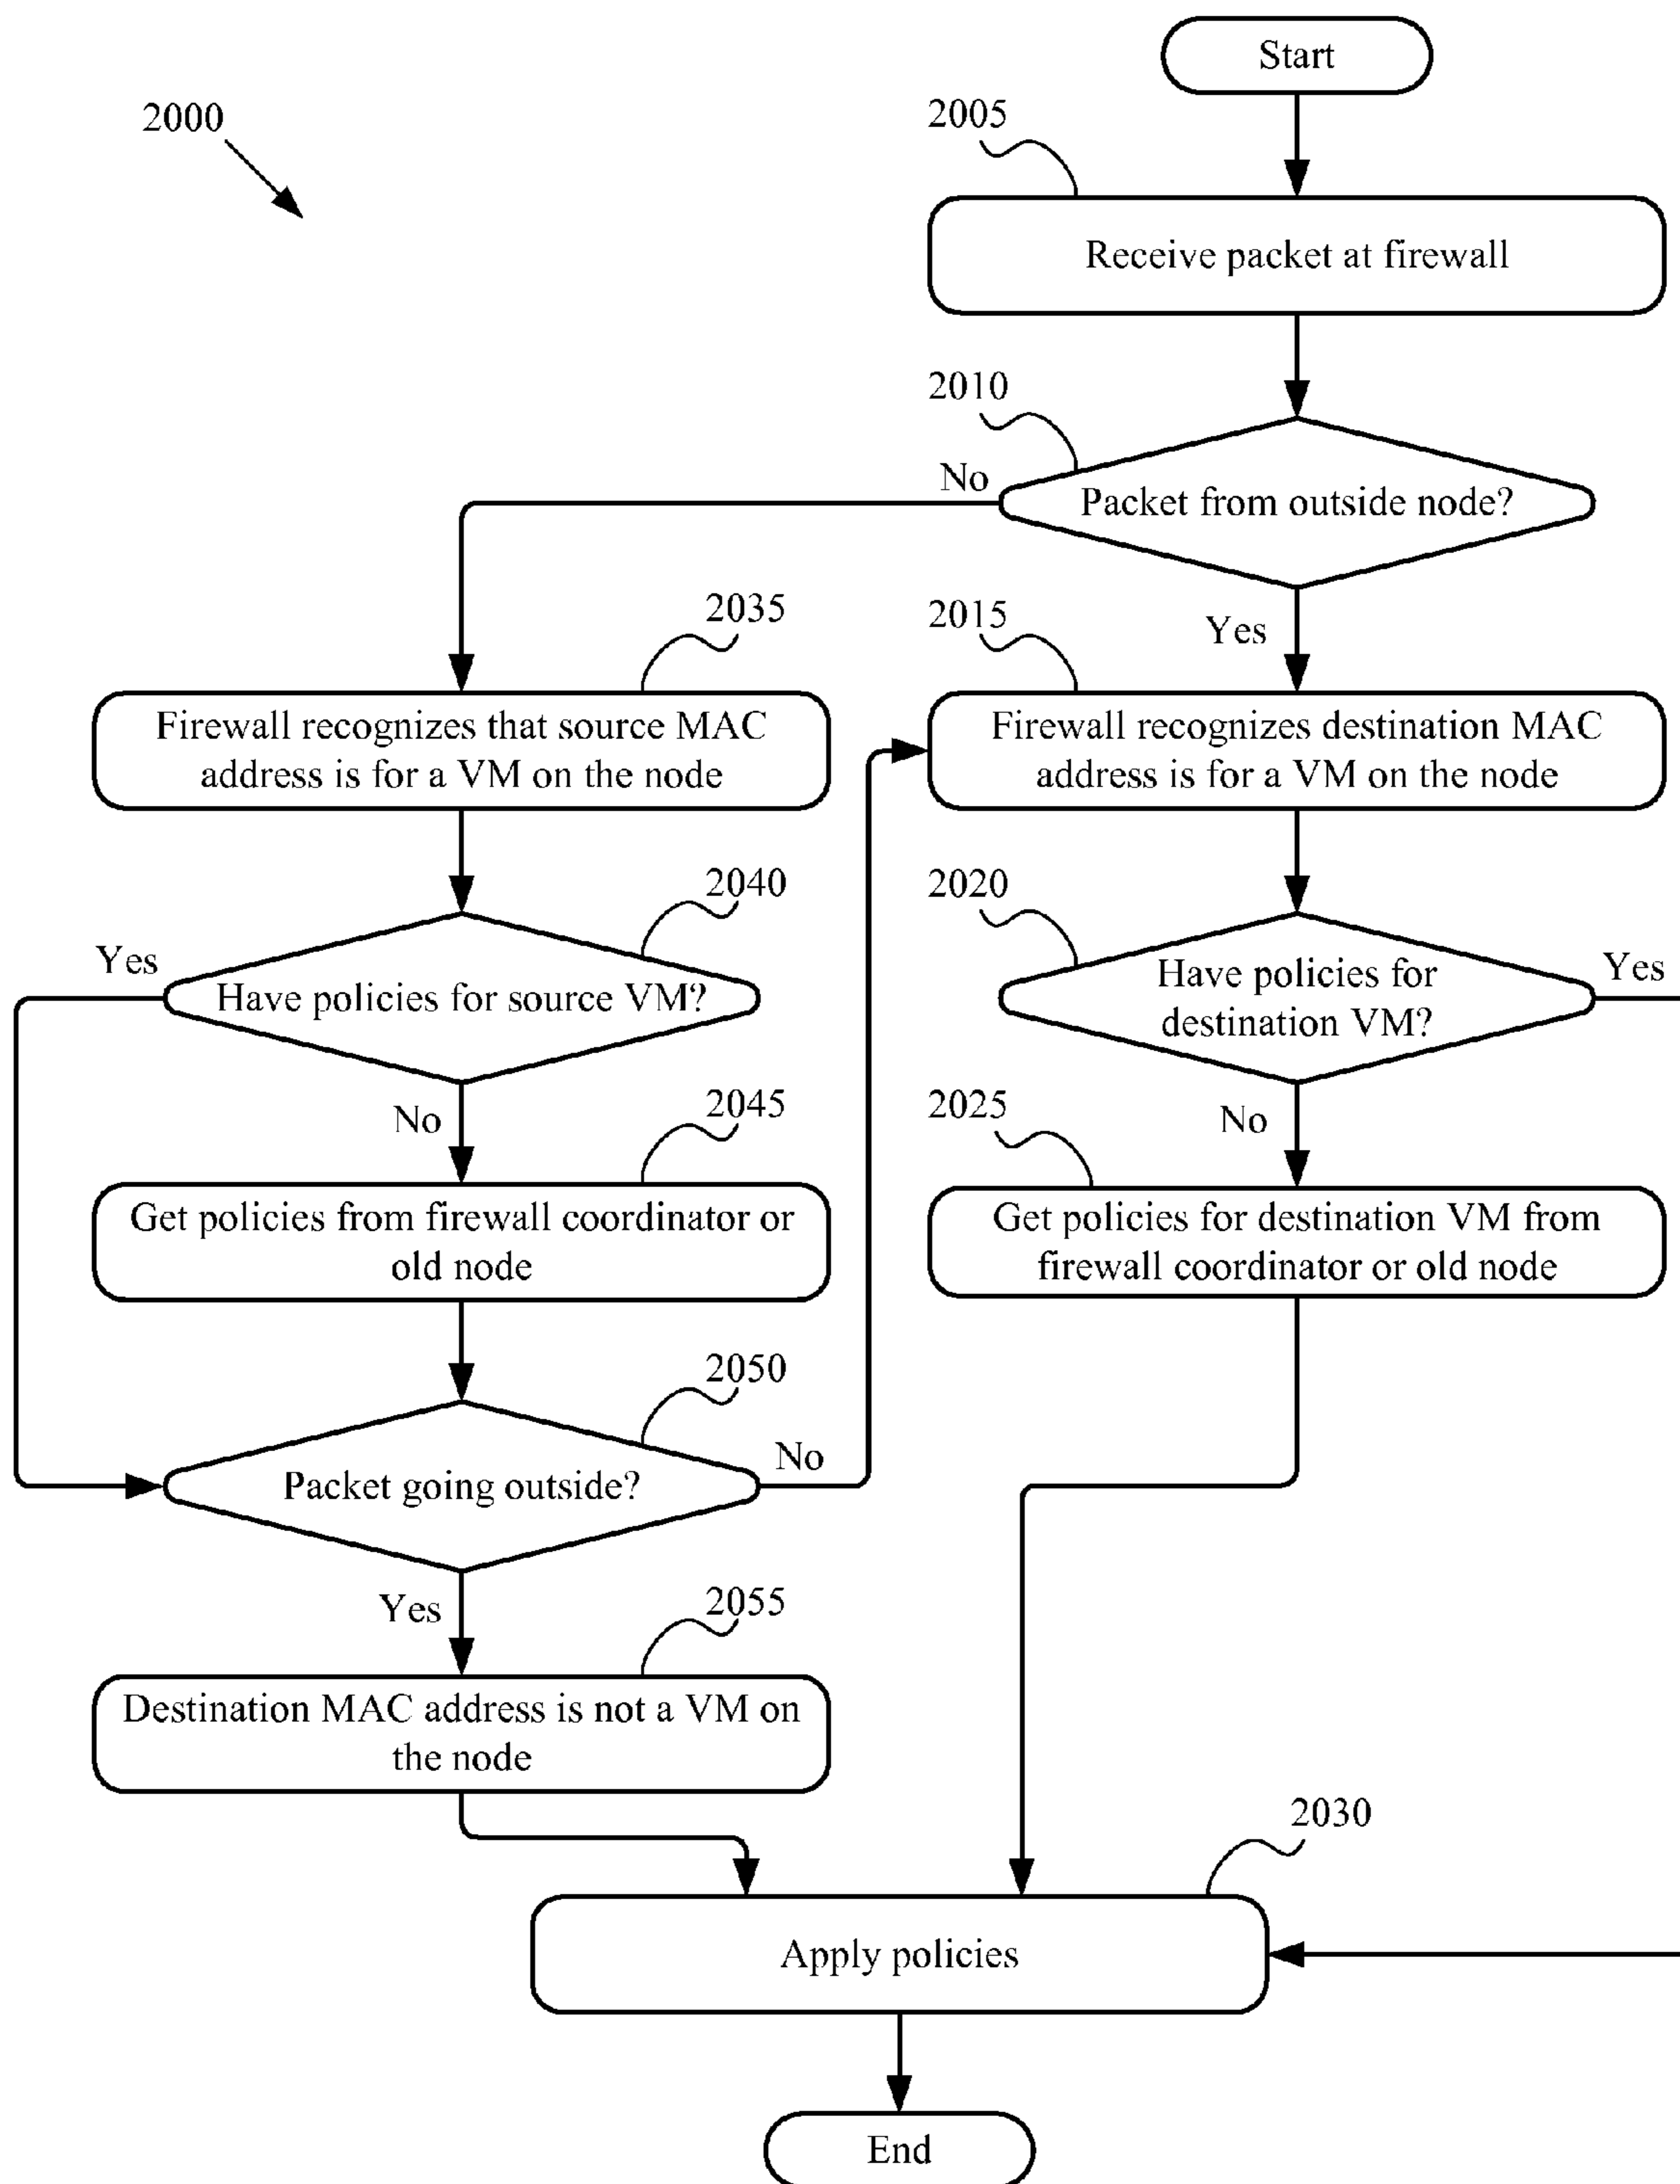 Start
2000
2005
Receive packet at firewall
2010
No
Packet from outside node?
2035
2015
Yes
Firewall recognizes that source MAC
address is for a VM on the node
Firewall recognizes destination MAC
address is for a VM on the node
2040
2020
Yes
Have policies for source VM?
Have policies for
destination VM?
Yes
No
2045
2025
No
Get policies from firewall coordinator or
old node
Get policies for destination VM from
firewall coordinator or old node
2050
No
Packet going outside?
Yes
2055
Destination MAC address is not a VM on
the node
2030
Apply policies
End